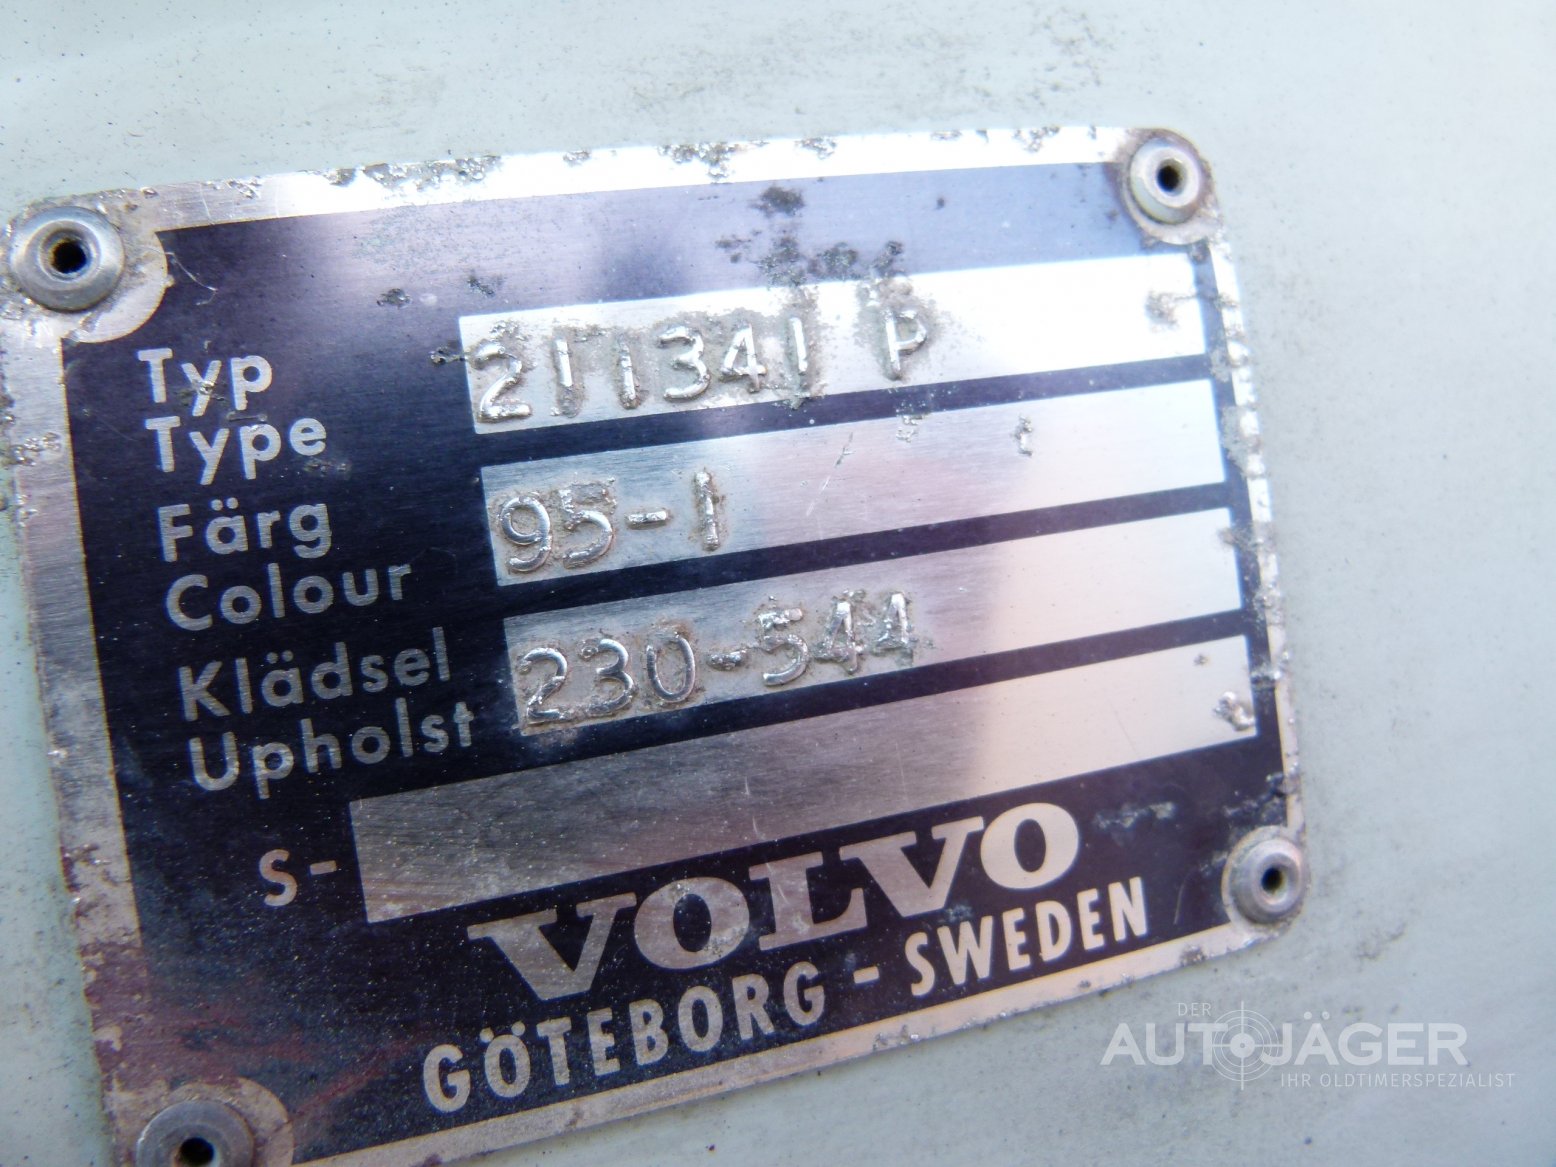 Typ 211341 P
Type
Färg 95-1
Colour
Klädsel 230-544
Upholst
S-
VOLVO
GÖTEBORG - SWEDEN
DER
AUTOJÄGER
IHR OLDTIMERSPEZIALIST